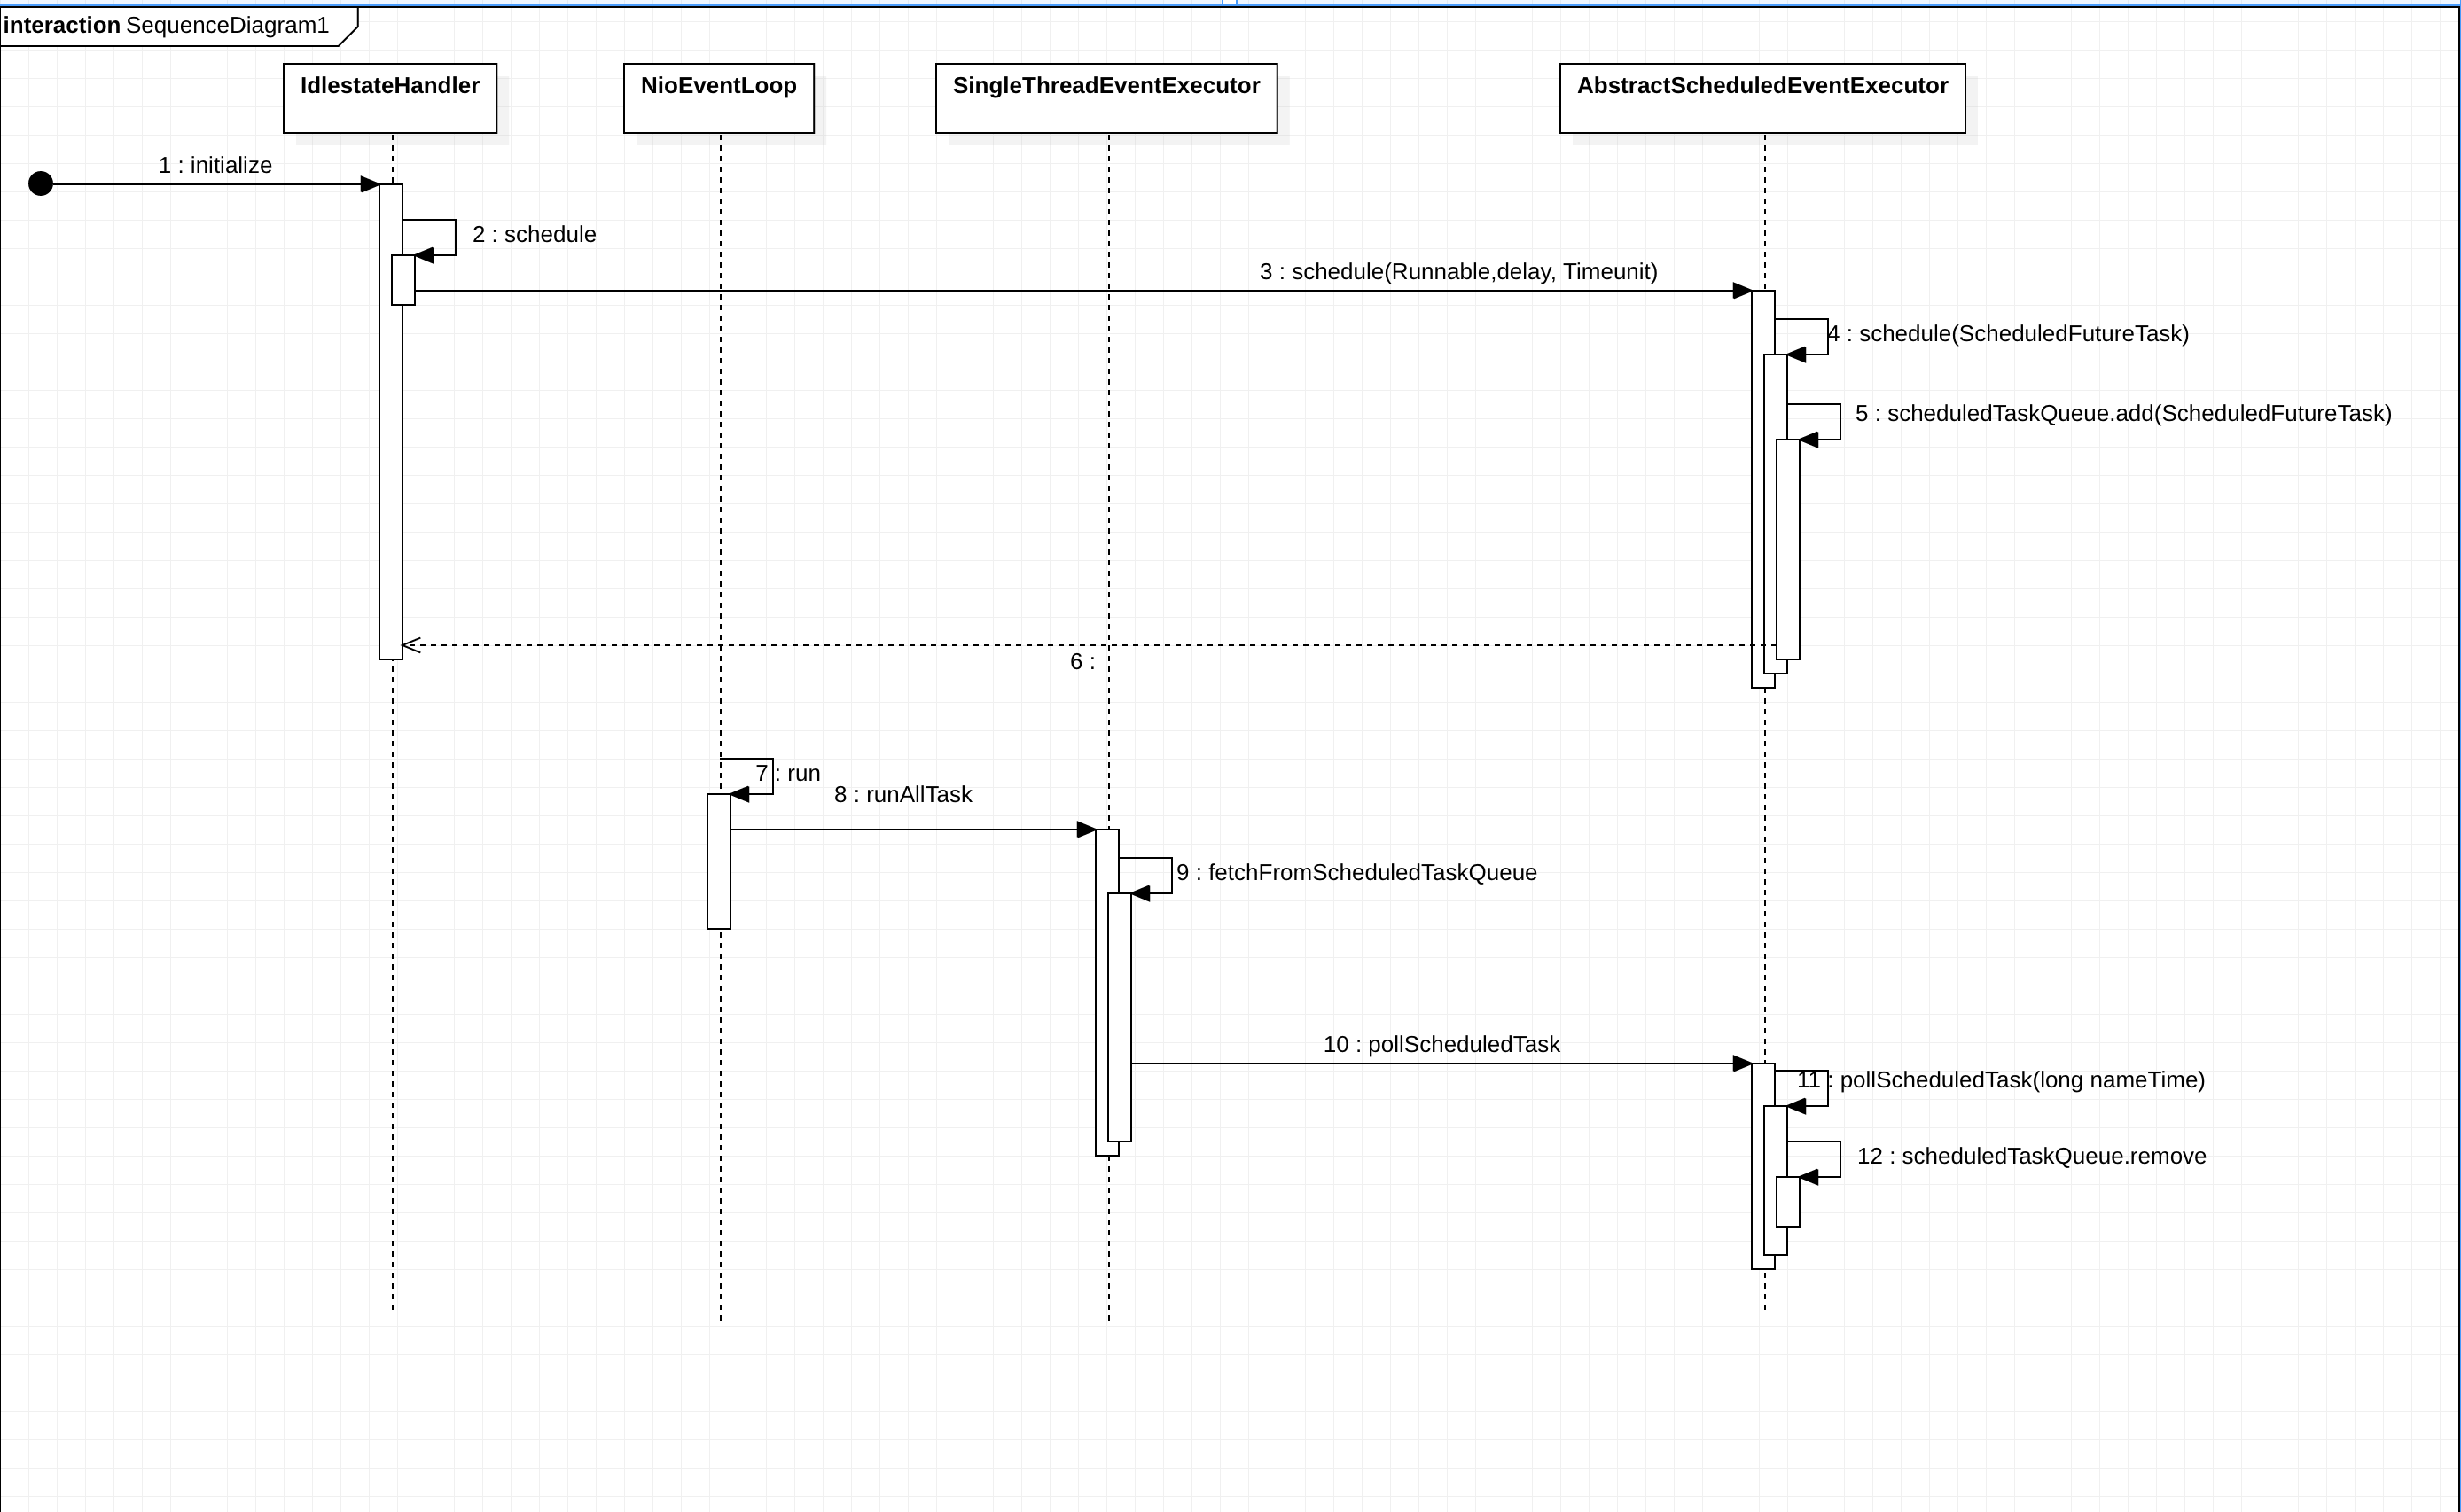 interaction SequenceDiagram1
IdlestateHandler
NioEventLoop
SingleThreadEventExecutor
AbstractScheduledEventExecutor
1 : initialize
2 : schedule
3 : schedule(Runnable,delay, Timeunit)
4 : schedule(ScheduledFutureTask)
5 : scheduledTaskQueue.add(ScheduledFutureTask)
6 :
7 : run
8 : runAllTask
9 : fetchFromScheduledTaskQueue
10 : pollScheduledTask
11 : pollScheduledTask(long nameTime)
12 : scheduledTaskQueue.remove